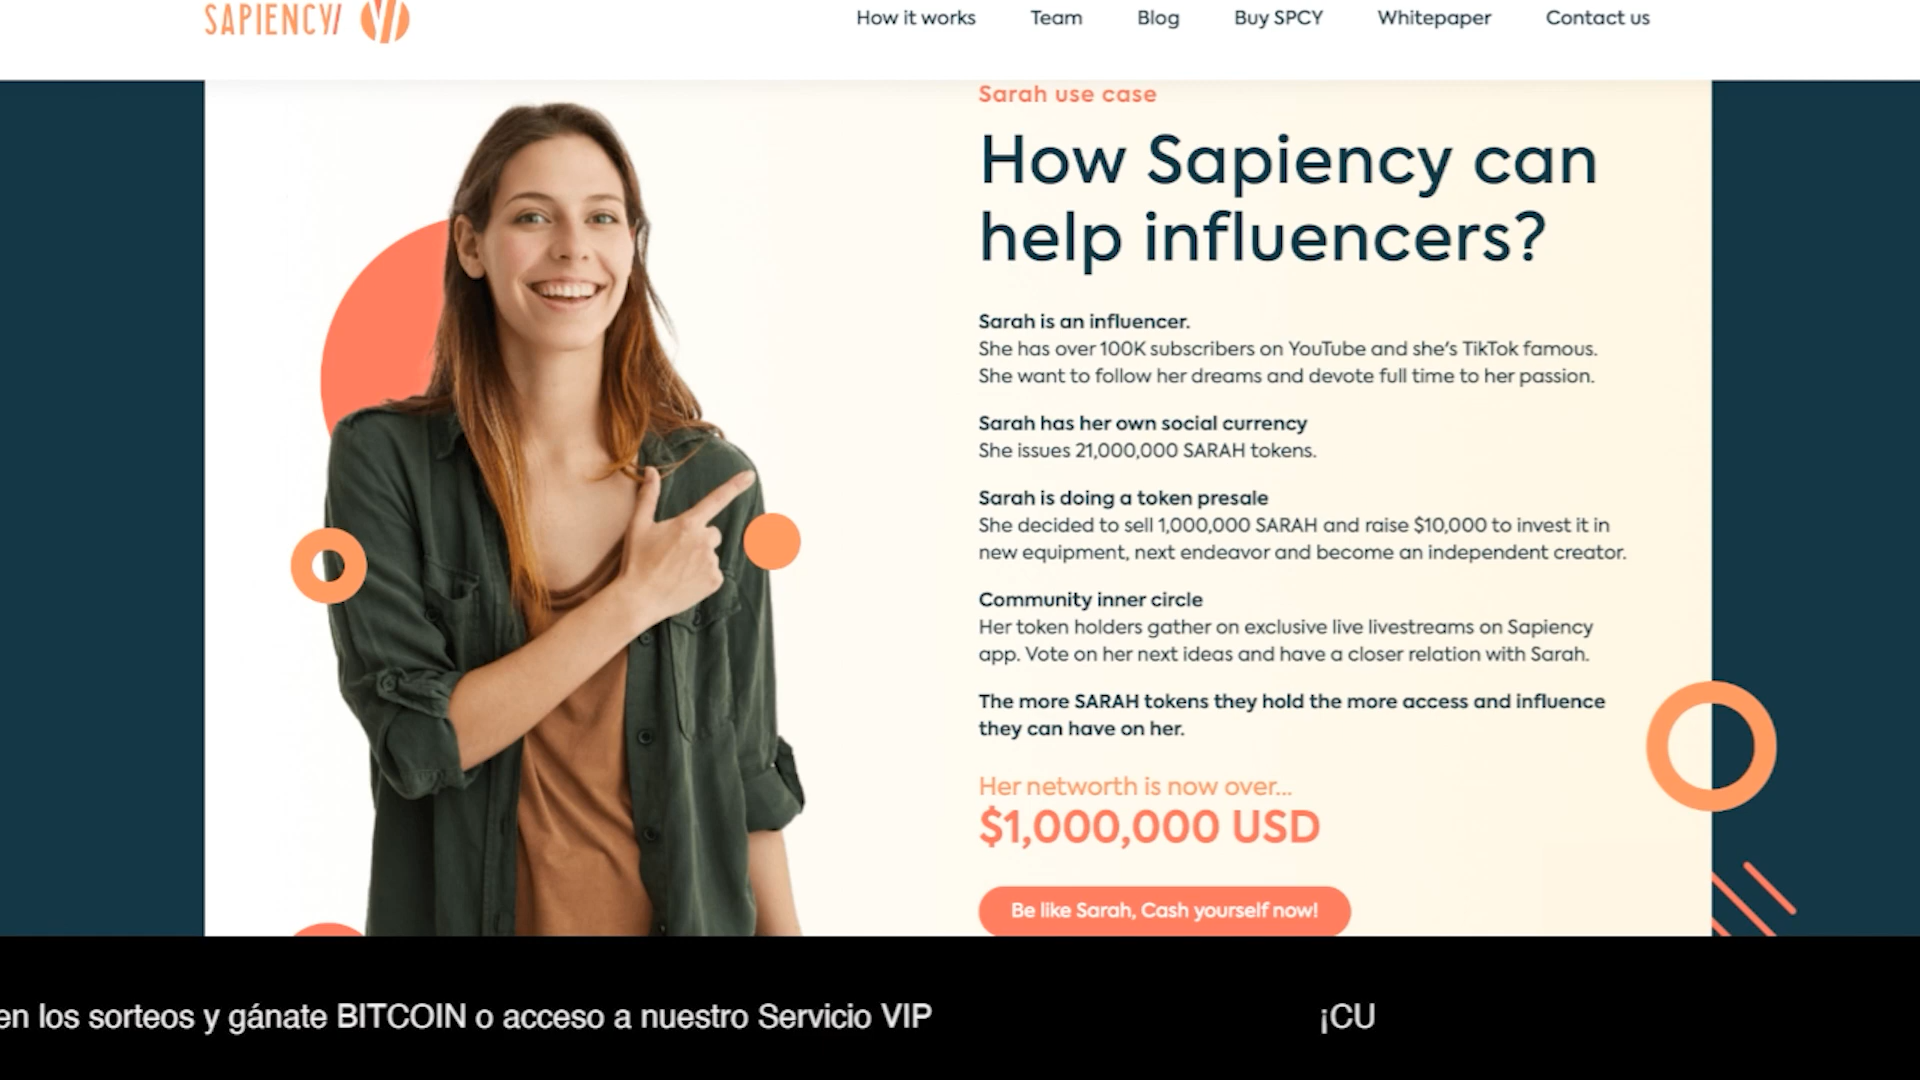 SAPIENCY/
How it works Team Blog Buy SPCY Whitepaper Contact us
Sarah use case
How Sapiency can
help influencers?
Sarah is an influencer.
She has over 100K subscribers on YouTube and she's TikTok famous.
She want to follow her dreams and devote full time to her passion.
Sarah has her own social currency
She issues 21,000,000 SARAH tokens.
Sarah is doing a token presale
She decided to sell 1,000,000 SARAH and raise $10,000 to invest it in
new equipment, next endeavor and become an independent creator.
Community inner circle
Her token holders gather on exclusive live livestreams on Sapiency
app. Vote on her next ideas and have a closer relation with Sarah.
The more SARAH tokens they hold the more access and influence
they can have on her.
Her networth is now over...
$1,000,000 USD
Be like Sarah, Cash yourself now!
en los sorteos y gánate BITCOIN o acceso a nuestro Servicio VIP ¡CU